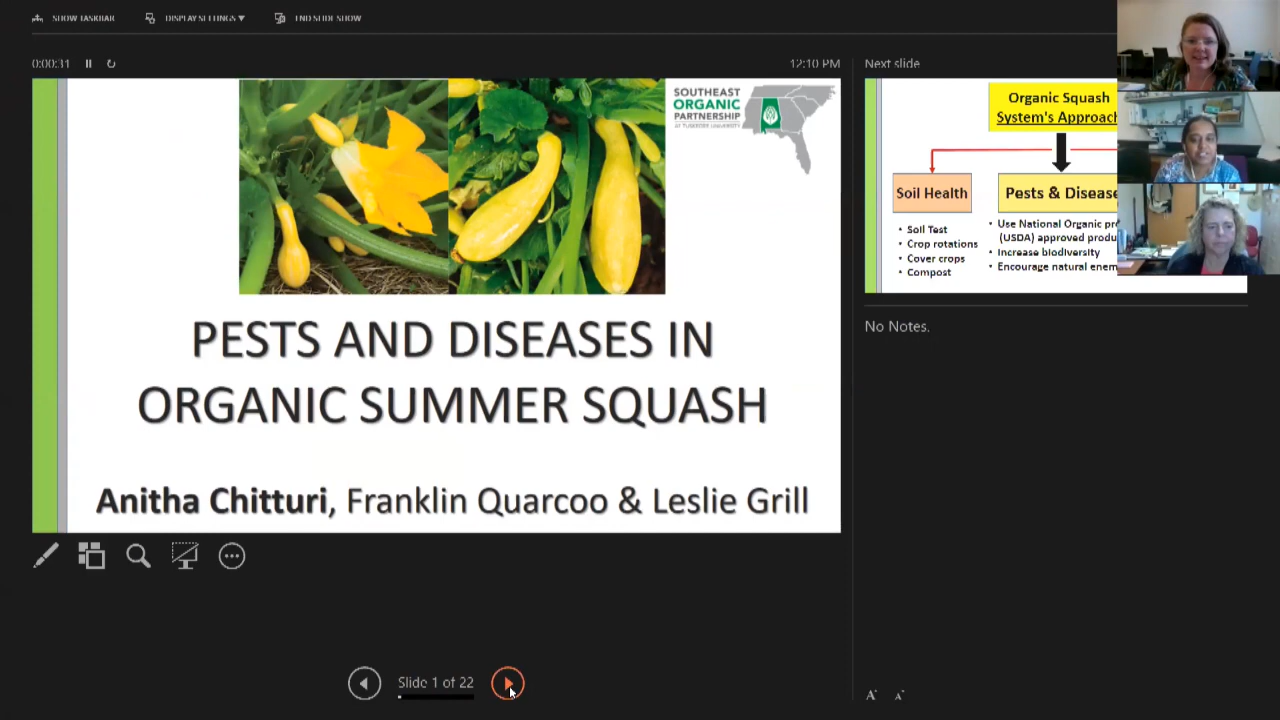 SHOW TASKBAR
DISPLAY SETTINGS ▼
END SLIDE SHOW
0:00:31
12:10 PM
SOUTHEAST
ORGANIC
PARTNERSHIP
AT TUSKEGEE UNIVERSITY
PESTS AND DISEASES IN
ORGANIC SUMMER SQUASH
Anitha Chitturi, Franklin Quarcoo & Leslie Grill
Slide 1 of 22
Next slide
Organic Squash
System's Approach
Soil Health
• Soil Test
• Crop rotations
• Cover crops
• Compost
Pests & Disease
• Use National Organic
(USDA) approved
• Increase biodiversity
• Encourage natural
No Notes.
A
A